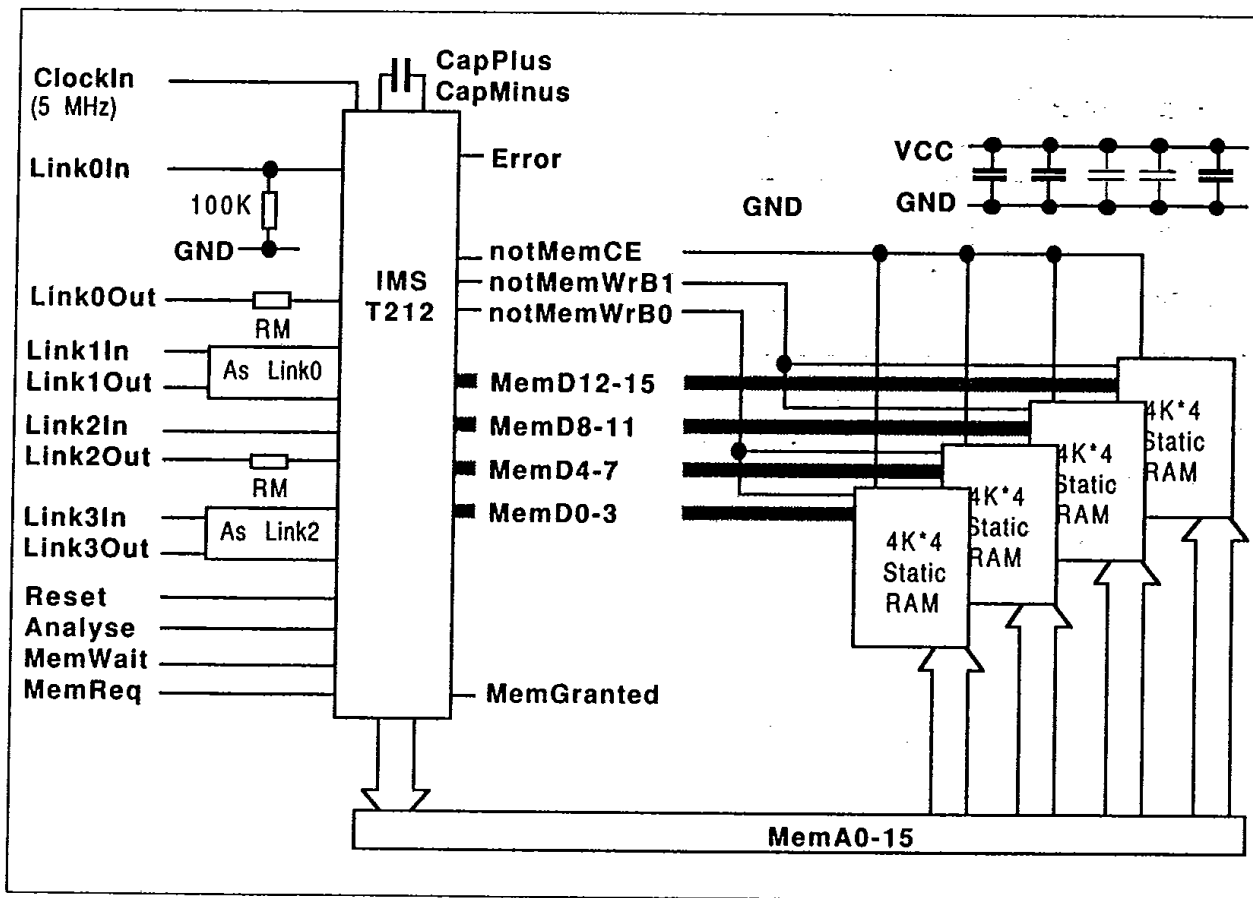 CapPlus
CapMinus
ClockIn
(5 MHz)
Error
VCC
Link0In
100K
GND
GND
GND
notMemCE
IMS
T212
notMemWrB1
Link0Out
notMemWrB0
RM
Link1In
As Link0
Link1Out
MemD12-15
Link2In
MemD8-11
Link2Out
MemD4-7
RM
Link3In
As Link2
MemD0-3
Link3Out
4K*4
Static
RAM
4K*4
Static
RAM
4K*4
Static
RAM
4K*4
Static
RAM
Reset
Analyse
MemWait
MemReq
MemGranted
MemA0-15